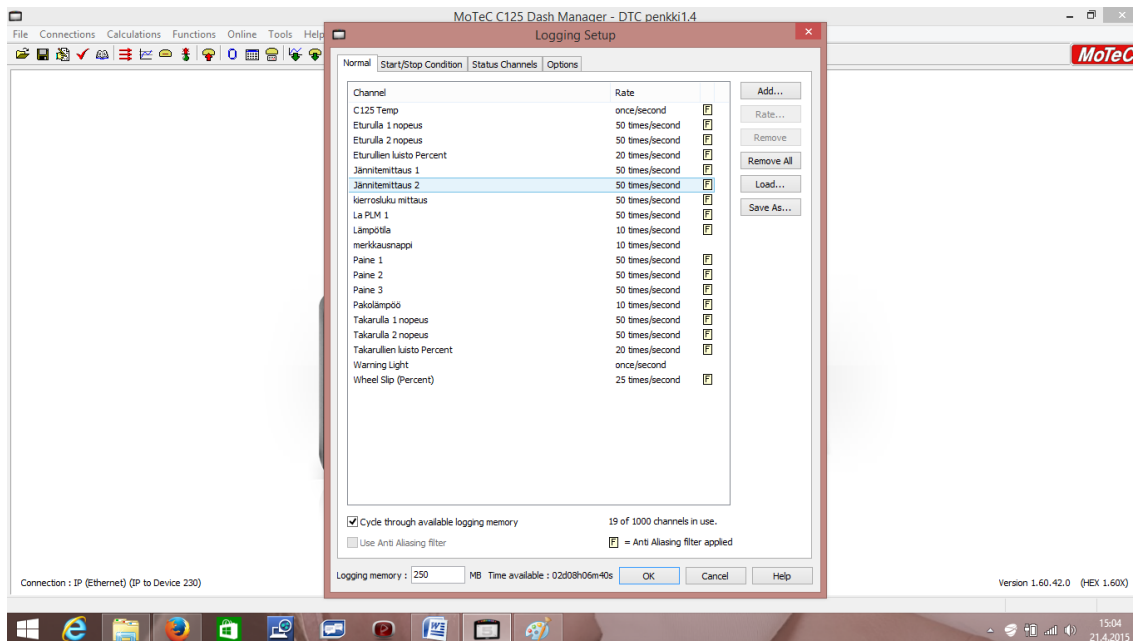 MoTeC C125 Dash Manager - DTC penkki1.4
File Connections Calculations Functions Online Tools Help
Logging Setup
MoTeC
Normal Start/Stop Condition Status Channels Options
Channel Rate
C125 Temp once/second F
Eturulla 1 nopeus 50 times/second F
Eturulla 2 nopeus 50 times/second F
Eturullien luisto Percent 20 times/second F
Jännitemittaus 1 50 times/second F
Jännitemittaus 2 50 times/second F
kierrosluku mittaus 50 times/second F
La PLM 1 50 times/second F
Lämpötila 10 times/second F
merkkausnappi 10 times/second
Paine 1 50 times/second F
Paine 2 50 times/second F
Paine 3 50 times/second F
Pakolämpöö 10 times/second F
Takarulla 1 nopeus 50 times/second F
Takarulla 2 nopeus 50 times/second F
Takarullien luisto Percent 20 times/second F
Warning Light once/second
Wheel Slip (Percent) 25 times/second F
Add...
Rate...
Remove
Remove All
Load...
Save As...
Cycle through available logging memory 19 of 1000 channels in use.
Use Anti Aliasing filter F = Anti Aliasing filter applied
Logging memory : 250 MB Time available : 02d08h06m40s OK Cancel Help
Connection : IP (Ethernet) (IP to Device 230) Version 1.60.42.0 (HEX 1.60X)
15:04
21.4.2015